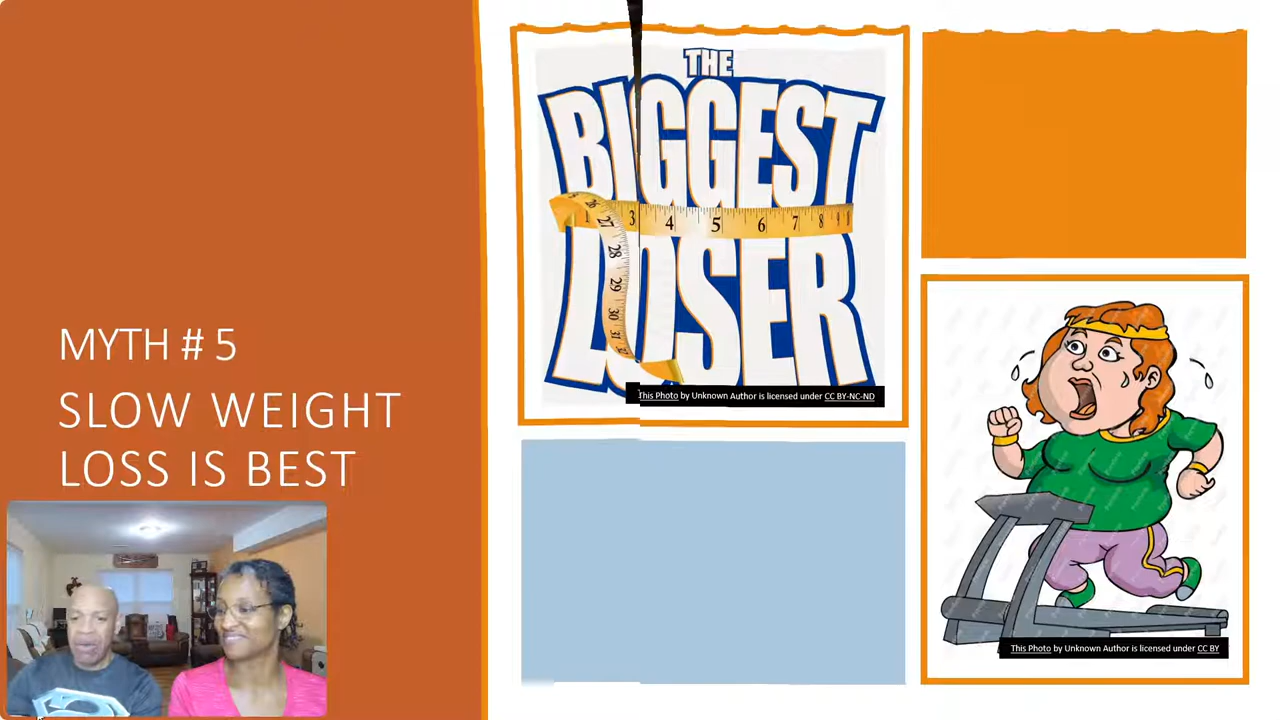 MYTH # 5
SLOW WEIGHT
LOSS IS BEST
THE
BIGGEST
LOSER
This Photo by Unknown Author is licensed under CC BY-NC-ND
This Photo by Unknown Author is licensed under CC BY